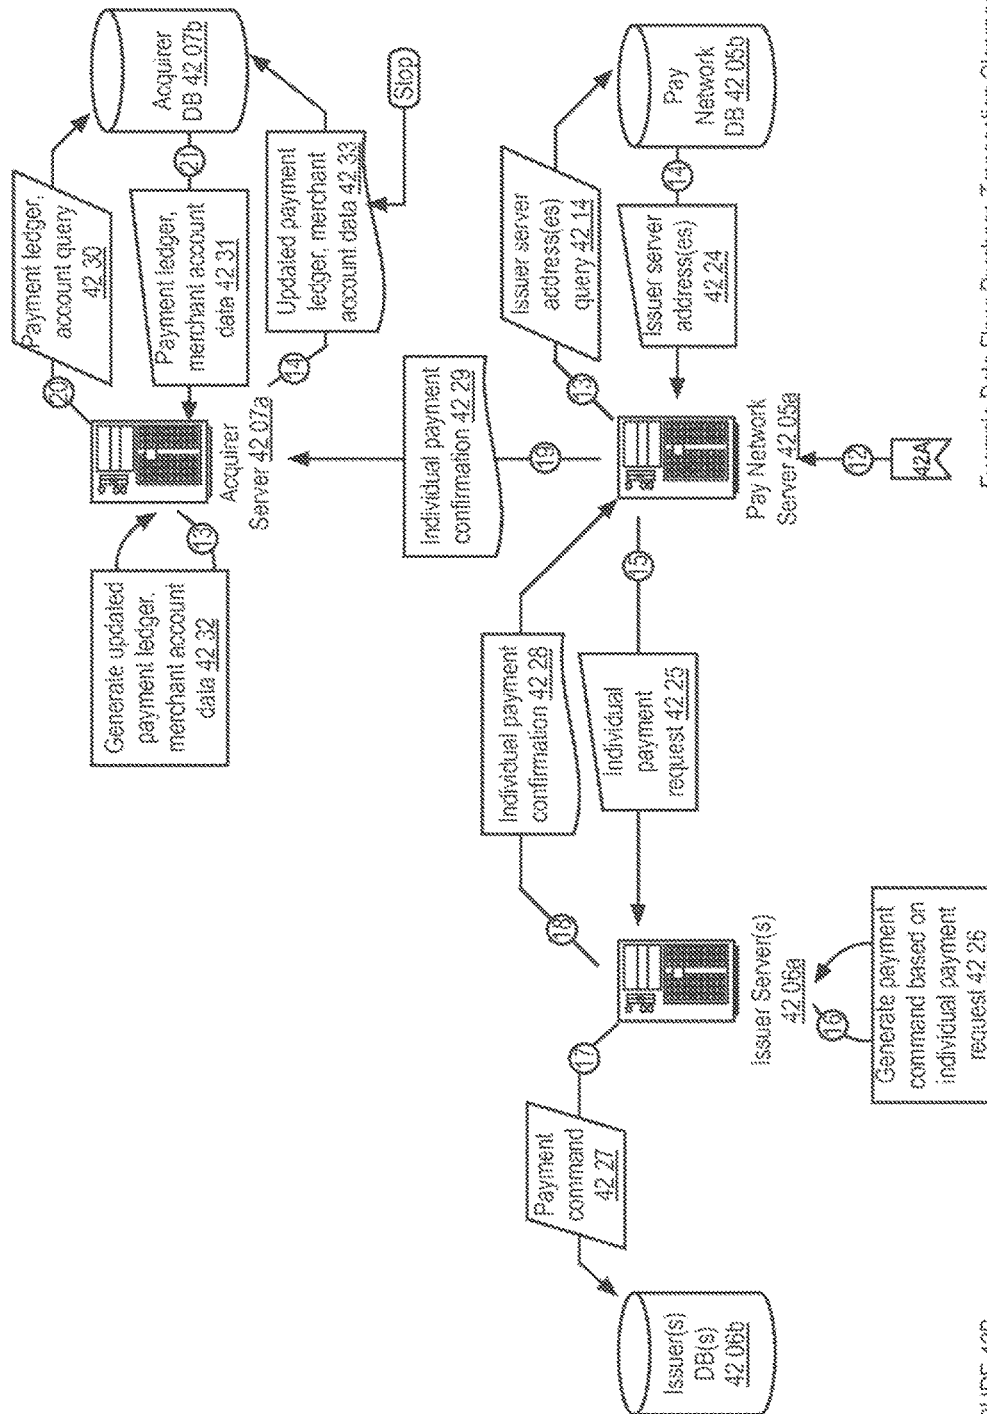 Payment ledger,
account query
42 30
Acquirer
DB 42 07b
20
21
Payment ledger,
merchant account
data 42 31
Generate updated
payment ledger,
merchant account
data 42 32
13
Acquirer
Server 42 07a
14
Updated payment
ledger, merchant
account data 42 33
Stop
Individual payment
confirmation 42 29
19
Issuer server
address(es)
query 42 14
13
Pay
Network
DB 42 05b
14
Issuer server
address(es)
42 24
Individual payment
confirmation 42 28
18
15
Individual
payment
request 42 25
Pay Network
Server 42 05a
12
42A
Payment
command
42 27
17
Issuer(s)
DB(s)
42 06b
Issuer Server(s)
42 06a
16
Generate payment
command based on
individual payment
request 42 26